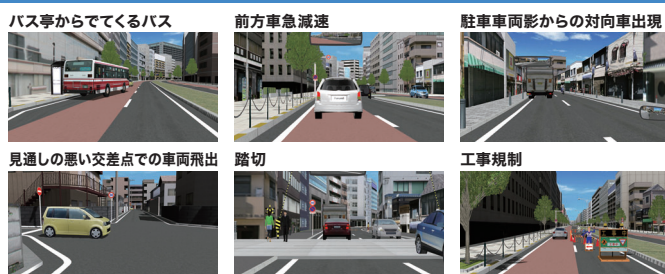 バス亭からでてくるバス
前方車急減速
駐車車両影からの対向車出現
見通しの悪い交差点での車両飛出
踏切
工事規制